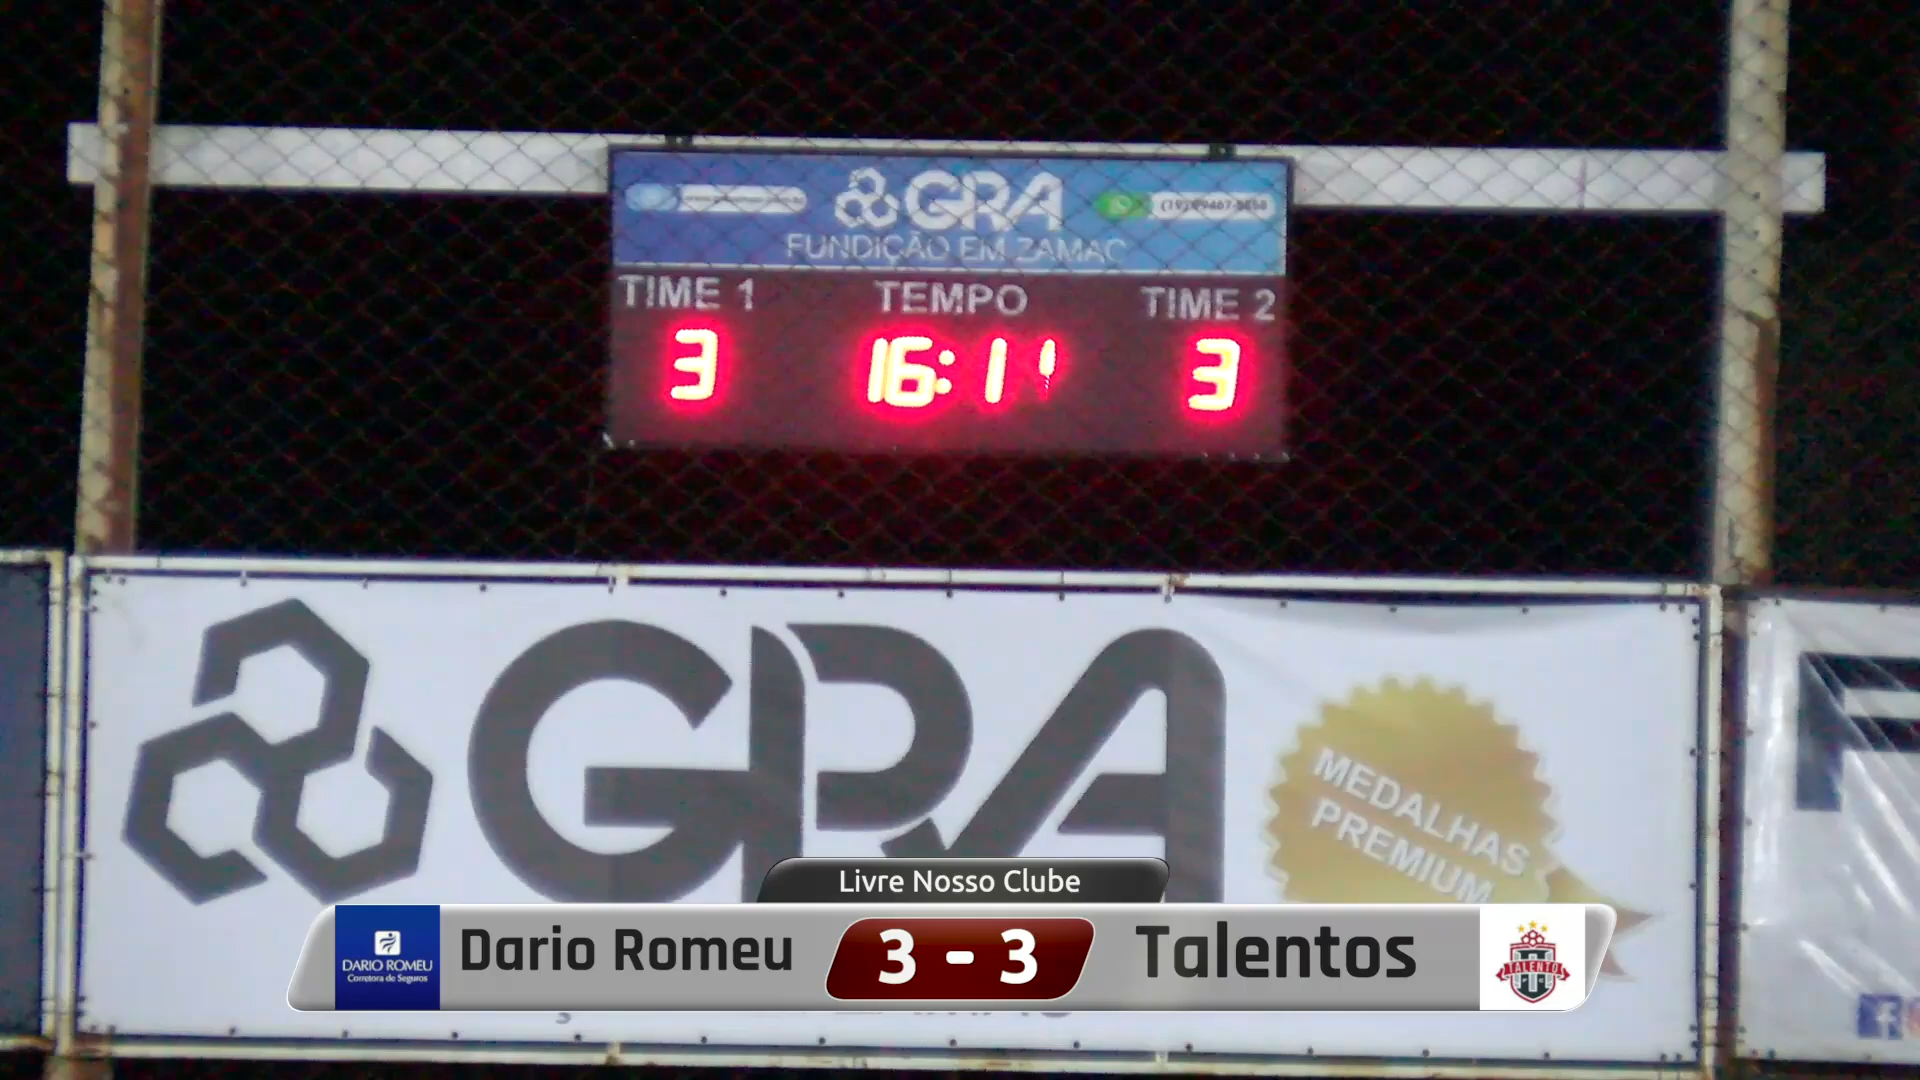 GRA
FUNDIÇÃO EM ZAMAC
TIME 1
TEMPO
TIME 2
3
3
GRA
MEDALHAS
PREMIUM
Livre Nosso Clube
DARIO ROMEU
Corretora de Seguros
Dario Romeu
3 - 3
Talentos
TALENTO